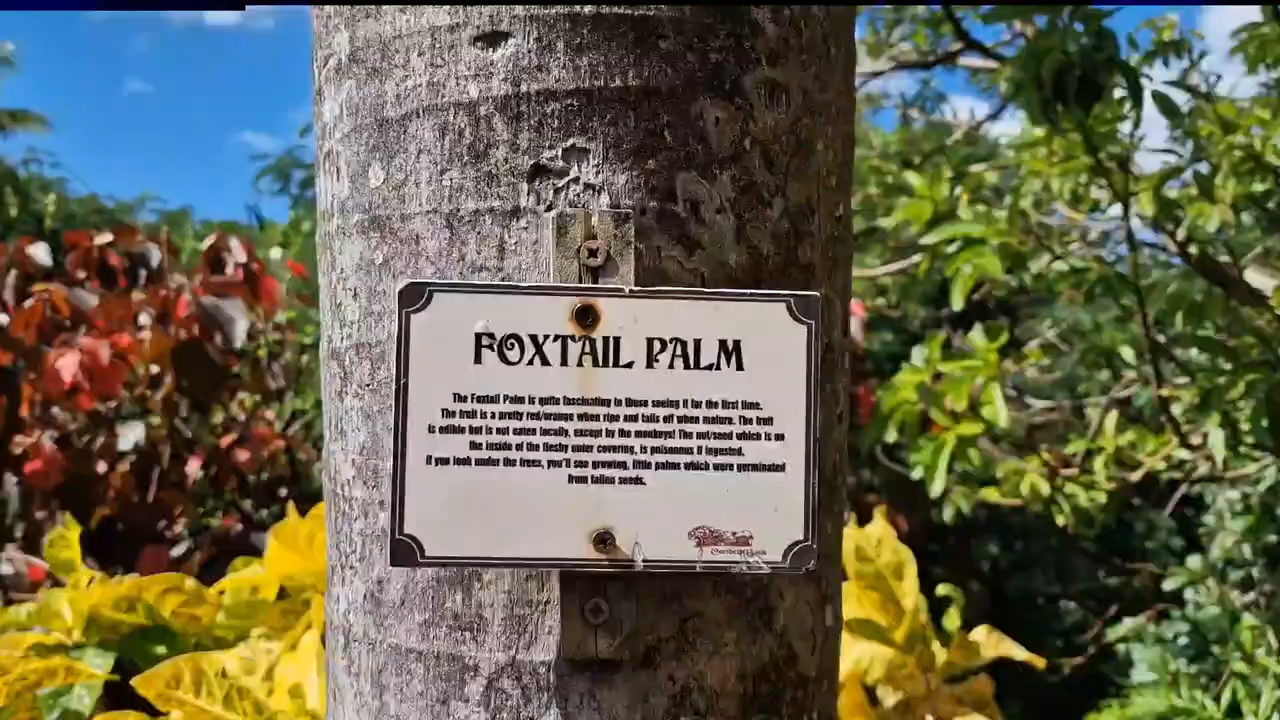 FOXTAIL PALM
The Foxtail Palm is quite fascinating to those seeing it for the first time.
The fruit is a pretty red/orange when ripe and falls off when mature. The fruit
is edible but is not eaten locally, except by the monkeys! The nut/seed which is on
the inside of the fleshy outer covering, is poisonous if ingested.
If you look under the trees, you'll see growing, little palms which were germinated
from fallen seeds.